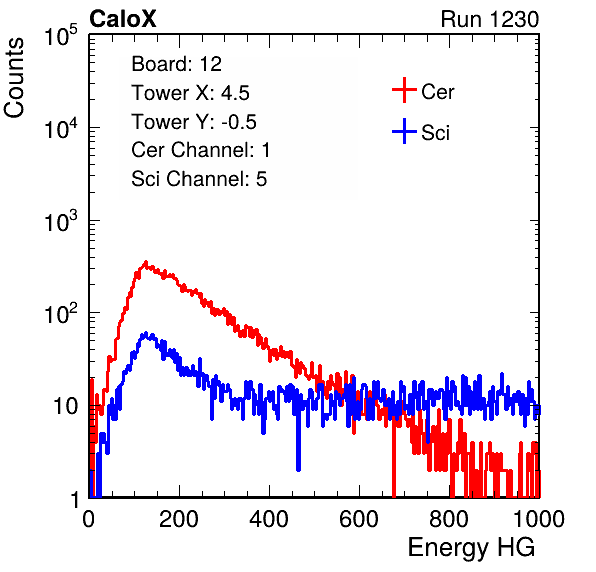 CaloX Run 1230
Counts
10^5
10^4
10^3
10^2
10
1
Board: 12
Tower X: 4.5
Tower Y: -0.5
Cer Channel: 1
Sci Channel: 5
Cer
Sci
0 200 400 600 800 1000
Energy HG